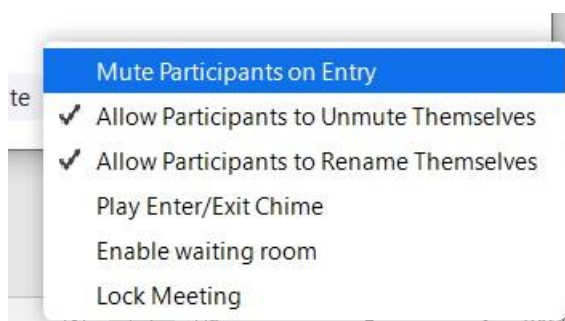 Mute Participants on Entry
te
Allow Participants to Unmute Themselves
Allow Participants to Rename Themselves
Play Enter/Exit Chime
Enable waiting room
Lock Meeting